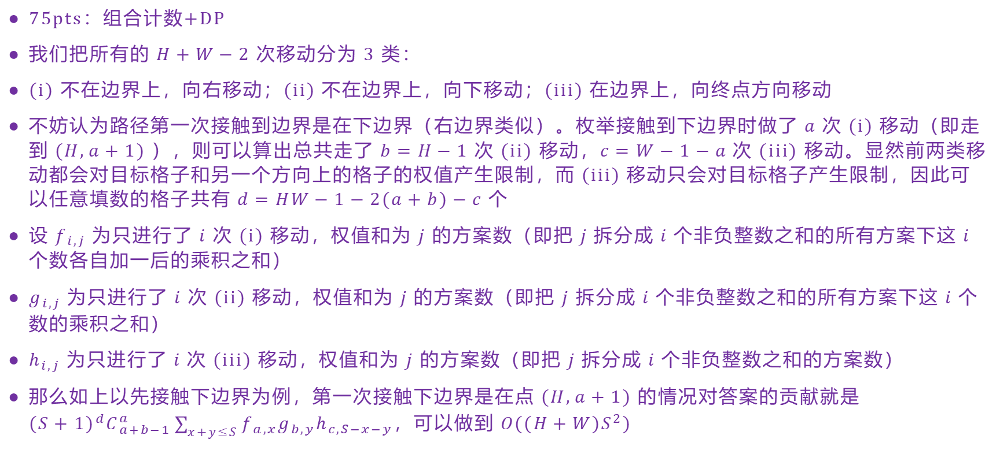 ● 75pts：组合计数+DP
● 我们把所有的 H + W − 2 次移动分为 3 类：
● (i) 不在边界上，向右移动；(ii) 不在边界上，向下移动；(iii) 在边界上，向终点方向移动
● 不妨认为路径第一次接触到边界是在下边界（右边界类似）。枚举接触到下边界时做了 a 次 (i) 移动（即走
到 (H, a + 1) ），则可以算出总共走了 b = H − 1 次 (ii) 移动，c = W − 1 − a 次 (iii) 移动。显然前两类移
动都会对目标格子和另一个方向上的格子的权值产生限制，而 (iii) 移动只会对目标格子产生限制，因此可
以任意填数的格子共有 d = HW − 1 − 2(a + b) − c 个
● 设 f_{i,j} 为只进行了 i 次 (i) 移动，权值和为 j 的方案数（即把 j 拆分成 i 个非负整数之和的所有方案下这 i
个数各自加一后的乘积之和）
● g_{i,j} 为只进行了 i 次 (ii) 移动，权值和为 j 的方案数（即把 j 拆分成 i 个非负整数之和的所有方案下这 i 个
数的乘积之和）
● h_{i,j} 为只进行了 i 次 (iii) 移动，权值和为 j 的方案数（即把 j 拆分成 i 个非负整数之和的方案数）
● 那么如上以先接触下边界为例，第一次接触下边界是在点 (H, a + 1) 的情况对答案的贡献就是
(S + 1)^d C_{a+b−1}^a ∑_{x+y≤S} f_{a,x} g_{b,y} h_{c,S−x−y}，可以做到 O((H + W)S^2)